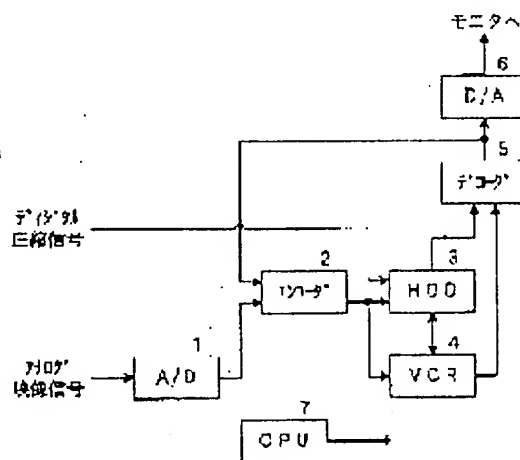 モニタへ
6
D/A
5
デコーダ
ディジタル
圧縮信号
2
エンコーダ
3
HDD
アナログ
映像信号
1
A/D
4
VCR
7
CPU